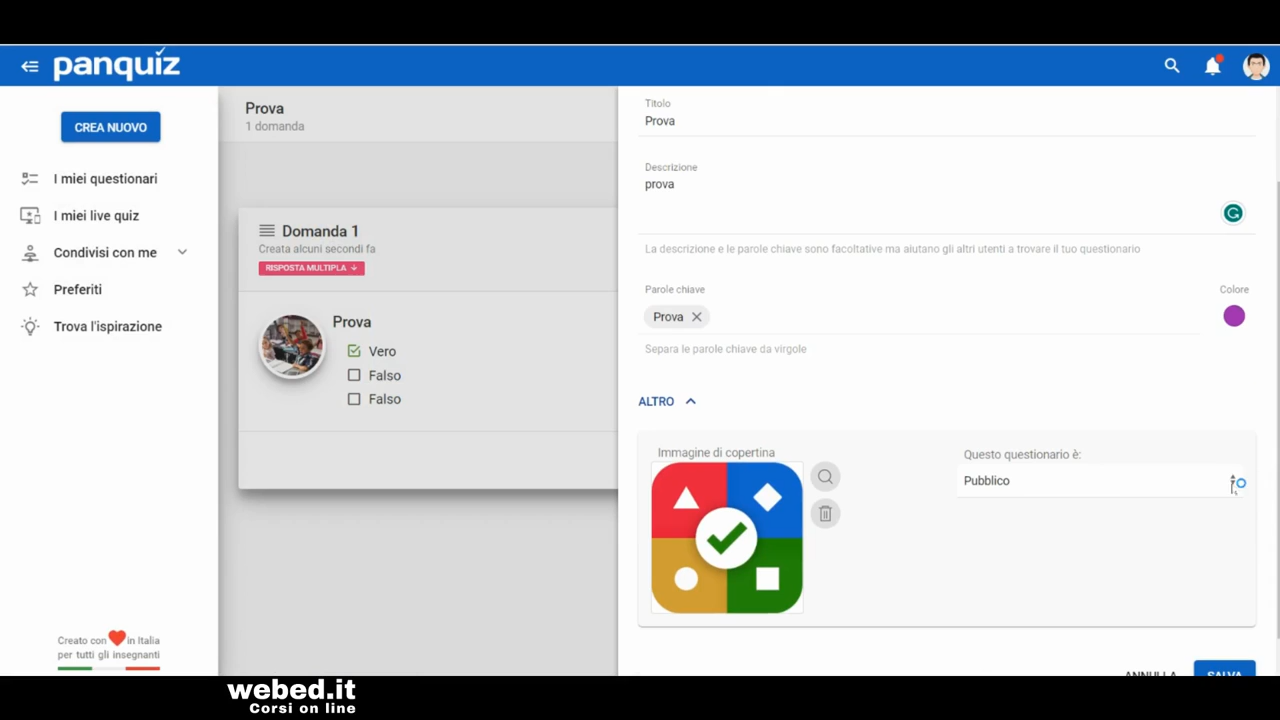 panquiz
CREA NUOVO
I miei questionari
I miei live quiz
Condivisi con me
Preferiti
Trova l'ispirazione
Creato con in Italia
per tutti gli insegnanti
Prova
1 domanda
Domanda 1
Creata alcuni secondi fa
RISPOSTA MULTIPLA
Prova
Vero
Falso
Falso
Titolo
Prova
Descrizione
prova
La descrizione e le parole chiave sono facoltative ma aiutano gli altri utenti a trovare il tuo questionario
Parole chiave
Colore
Prova
Separa le parole chiave da virgole
ALTRO
Immagine di copertina
Questo questionario è:
Pubblico
ANNULLA
SALVA
webed.it
Corsi on line